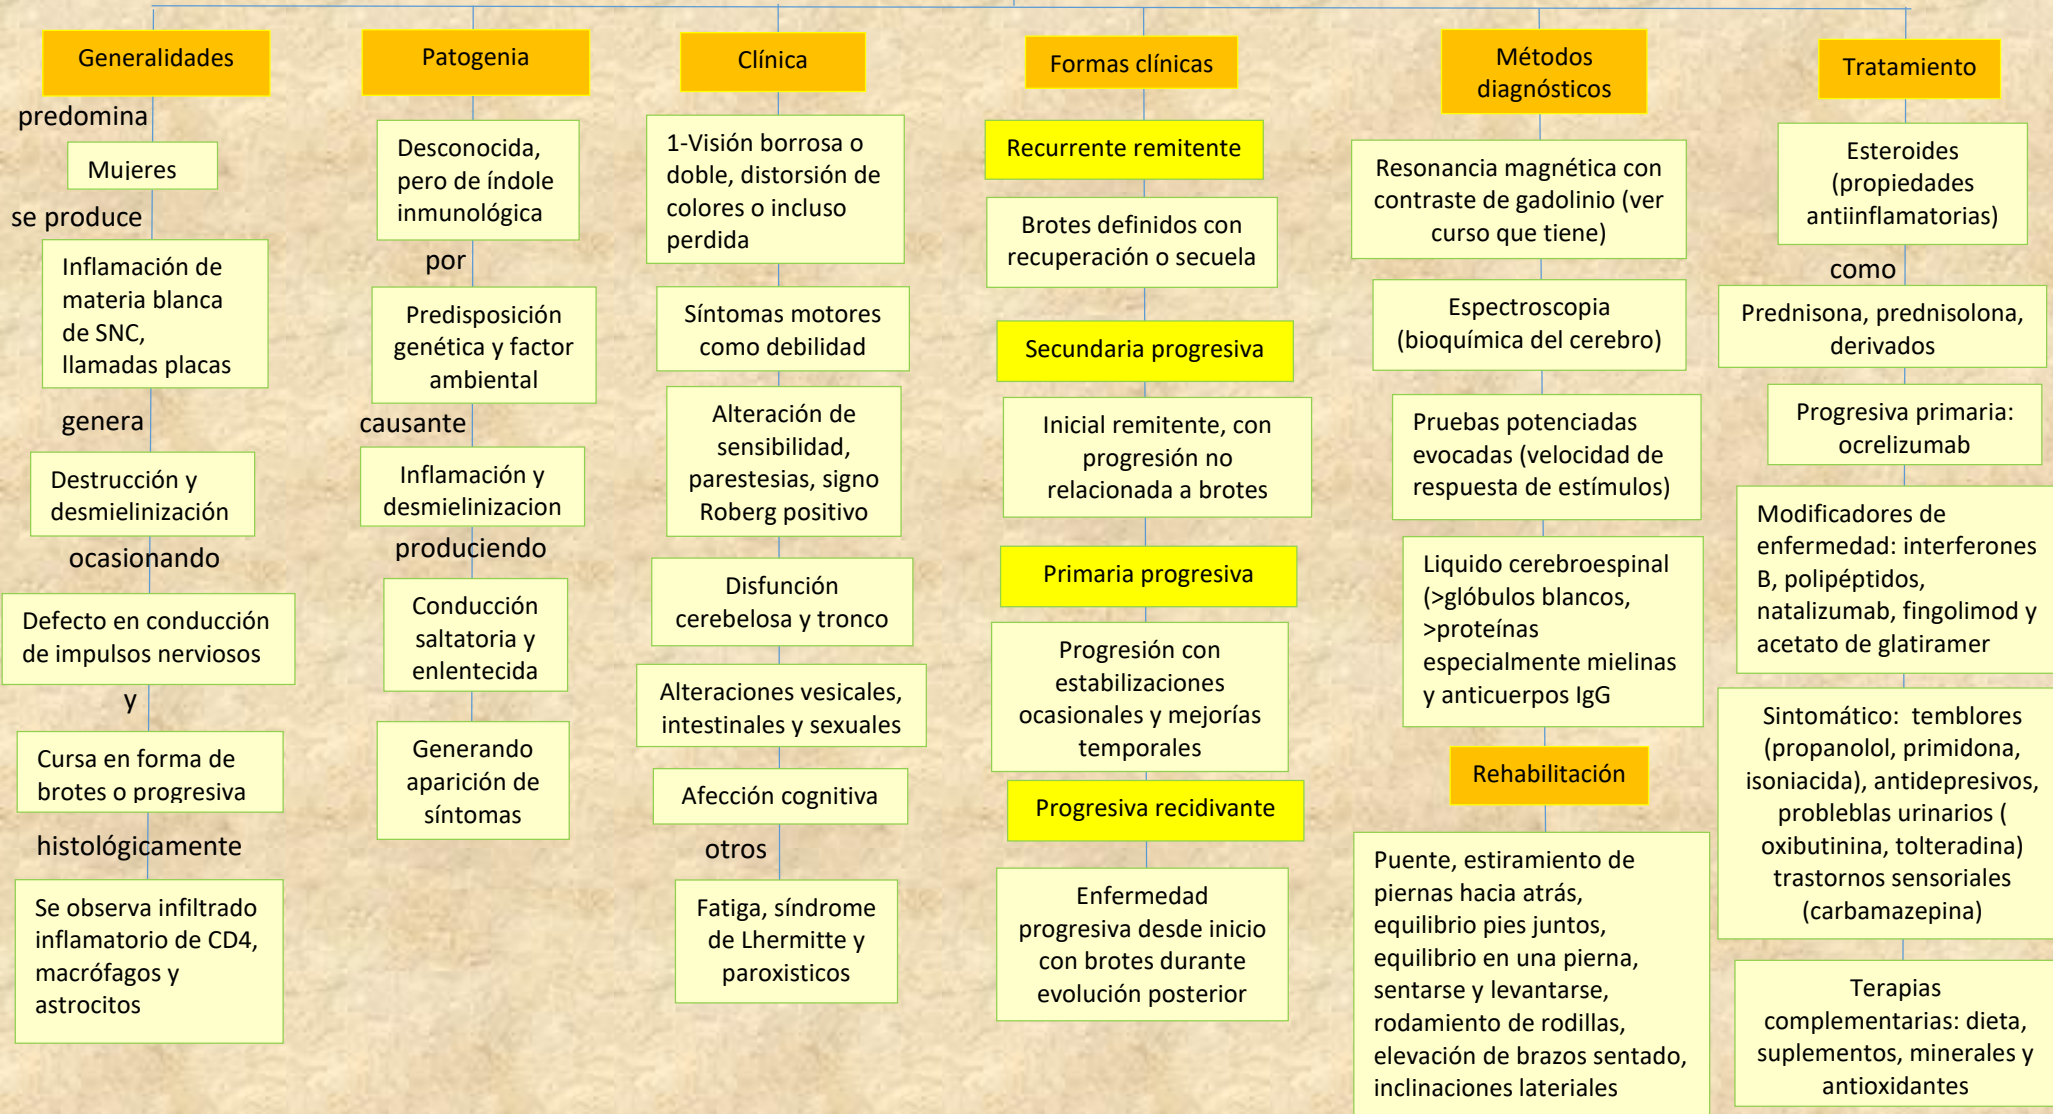 Generalidades
predomina
Mujeres
se produce
Inflamación de
materia blanca
de SNC,
llamadas placas
genera
Destrucción y
desmielinización
ocasionando
Defecto en conducción
de impulsos nerviosos
y
Cursa en forma de
brotes o progresiva
histológicamente
Se observa infiltrado
inflamatorio de CD4,
macrófagos y
astrocitos
Patogenia
Desconocida,
pero de índole
inmunológica
por
Predisposición
genética y factor
ambiental
causante
Inflamación y
desmielinizacion
produciendo
Conducción
saltatoria y
enlentecida
Generando
aparición de
síntomas
Clínica
1-Visión borrosa o
doble, distorsión de
colores o incluso
perdida
Síntomas motores
como debilidad
Alteración de
sensibilidad,
parestesias, signo
Roberg positivo
Disfunción
cerebelosa y tronco
Alteraciones vesicales,
intestinales y sexuales
Afección cognitiva
otros
Fatiga, síndrome
de Lhermitte y
paroxisticos
Formas clínicas
Recurrente remitente
Brotes definidos con
recuperación o secuela
Secundaria progresiva
Inicial remitente, con
progresión no
relacionada a brotes
Primaria progresiva
Progresión con
estabilizaciones
ocasionales y mejorías
temporales
Progresiva recidivante
Enfermedad
progresiva desde inicio
con brotes durante
evolución posterior
Métodos
diagnósticos
Resonancia magnética con
contraste de gadolinio (ver
curso que tiene)
Espectroscopia
(bioquímica del cerebro)
Pruebas potenciadas
evocadas (velocidad de
respuesta de estímulos)
Liquido cerebroespinal
(>glóbulos blancos,
>proteínas
especialmente mielinas
y anticuerpos IgG
Rehabilitación
Puente, estiramiento de
piernas hacia atrás,
equilibrio pies juntos,
equilibrio en una pierna,
sentarse y levantarse,
rodamiento de rodillas,
elevación de brazos sentado,
inclinaciones lateriales
Tratamiento
Esteroides
(propiedades
antiinflamatorias)
como
Prednisona, prednisolona,
derivados
Progresiva primaria:
ocrelizumab
Modificadores de
enfermedad: interferones
B, polipéptidos,
natalizumab, fingolimod y
acetato de glatiramer
Sintomático: temblores
(propanolol, primidona,
isoniacida), antidepresivos,
probleblas urinarios (
oxibutinina, tolteradina)
trastornos sensoriales
(carbamazepina)
Terapias
complementarias: dieta,
suplementos, minerales y
antioxidantes